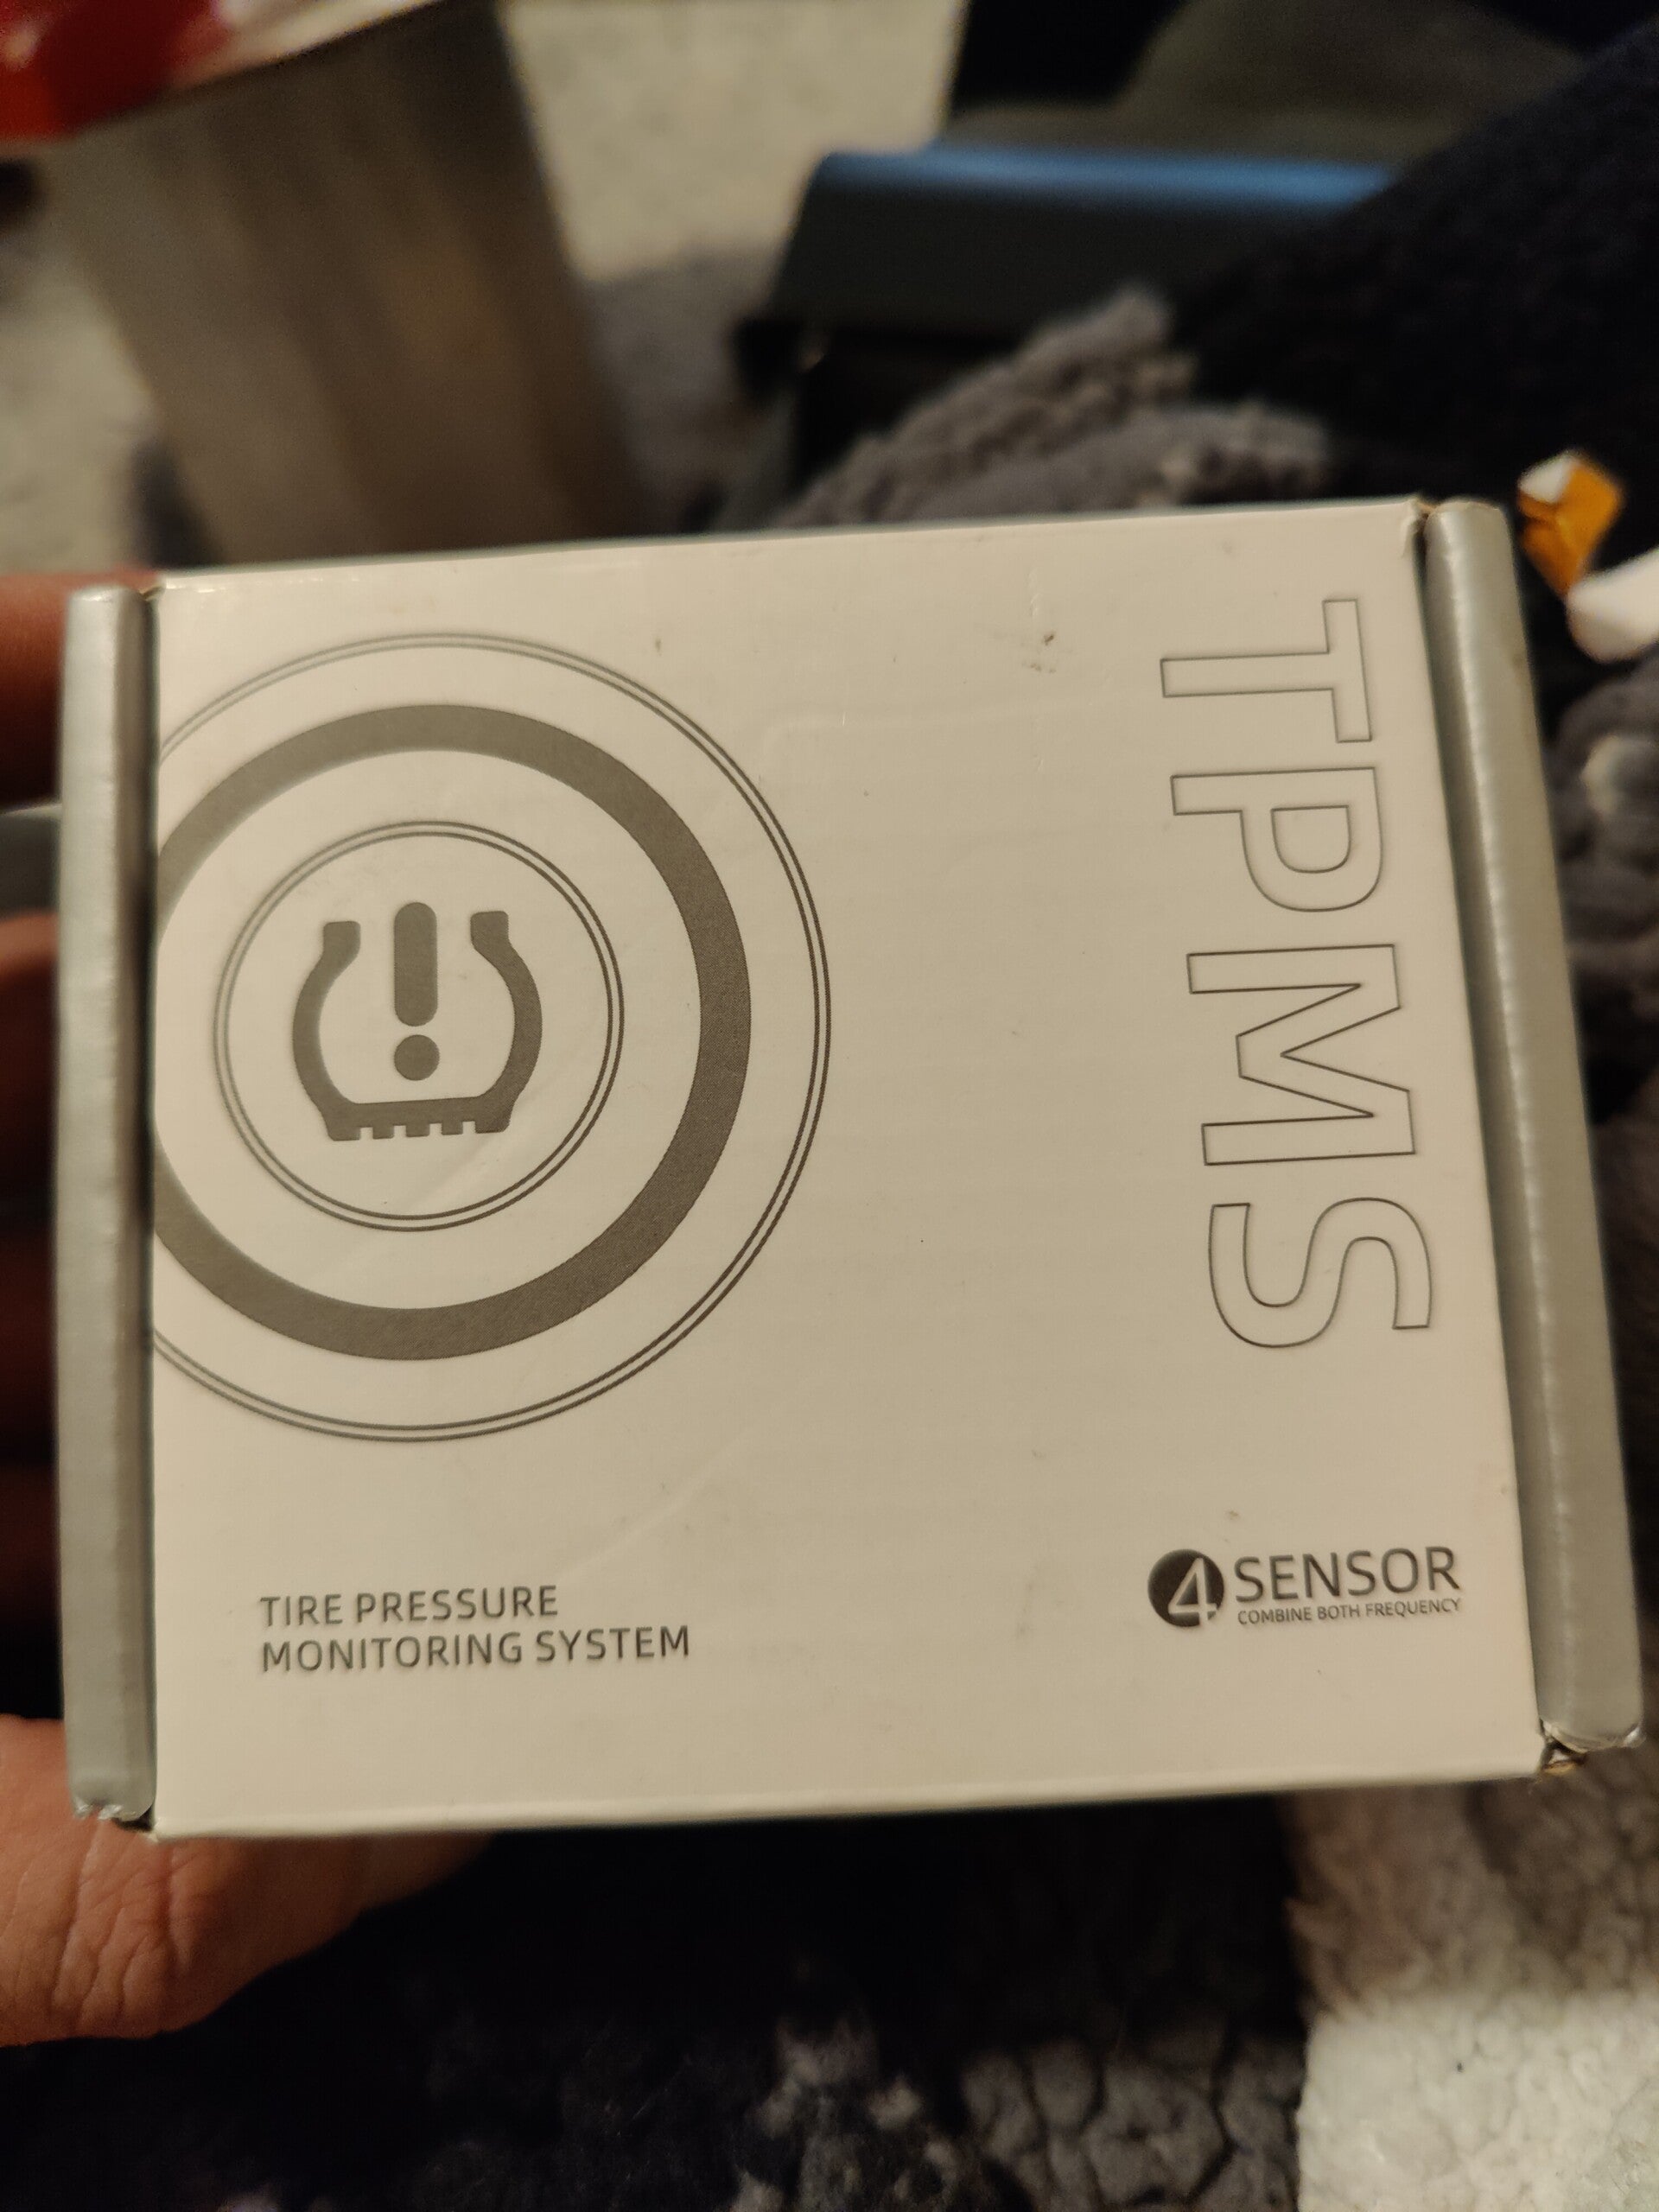 TPMS
TIRE PRESSURE
MONITORING SYSTEM
4 SENSOR
COMBINE BOTH FREQUENCY